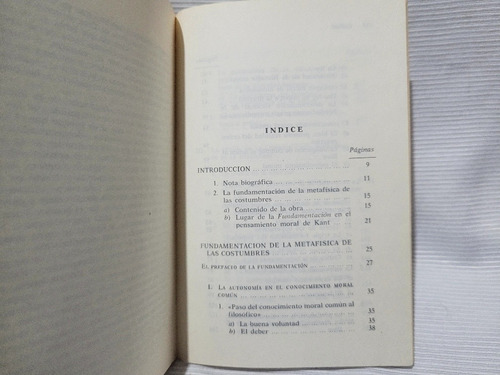 INDICE
Páginas
INTRODUCCION 9
1. Nota biográfica 11
2. La fundamentación de la metafísica de
las costumbres 15
a) Contenido de la obra 15
b) Lugar de la Fundamentación en el
pensamiento moral de Kant 21
FUNDAMENTACION DE LA METAFISICA DE
LAS COSTUMBRES 25
EL PREFACIO DE LA FUNDAMENTACIÓN 27
I. LA AUTONOMÍA EN EL CONOCIMIENTO MORAL
COMÚN 35
1. «Paso del conocimiento moral común al
filosófico» 35
a) La buena voluntad 35
b) El deber 38